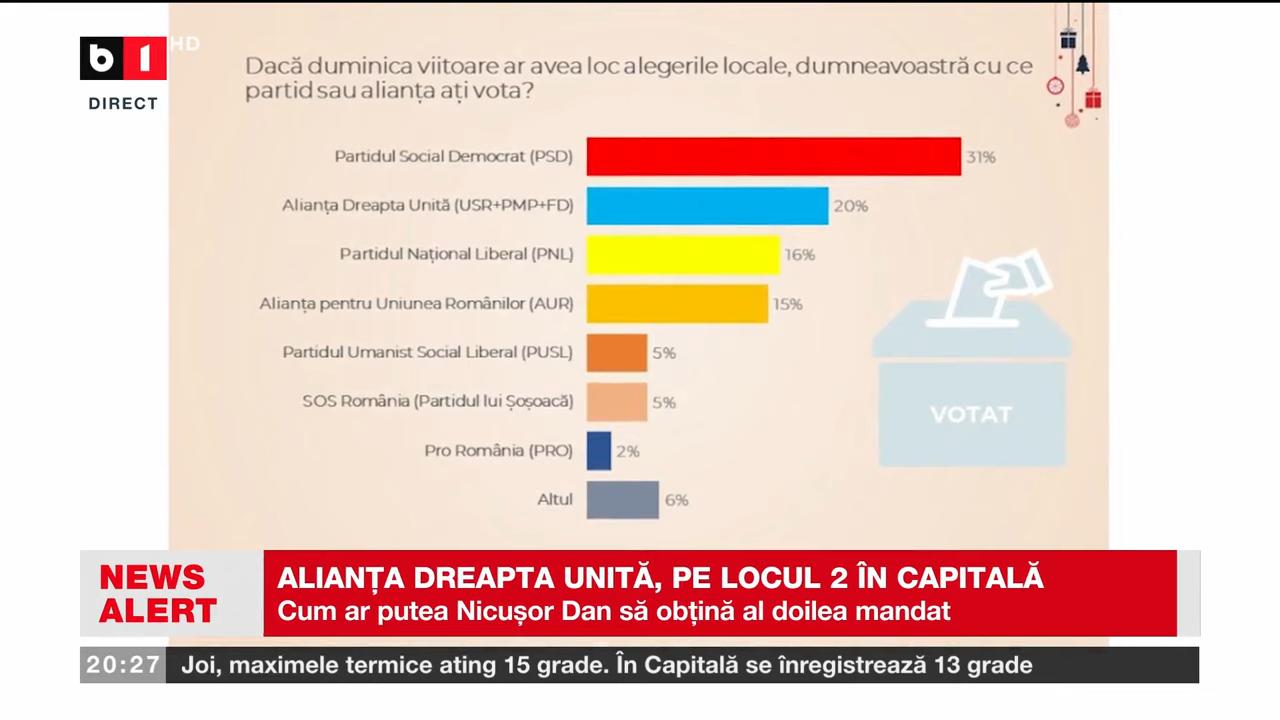 b1 HD
DIRECT
Dacă duminica viitoare ar avea loc alegerile locale, dumneavoastră cu ce
partid sau alianța ați vota?
Partidul Social Democrat (PSD) 31%
Alianța Dreapta Unită (USR+PMP+FD) 20%
Partidul Național Liberal (PNL) 16%
Alianța pentru Uniunea Românilor (AUR) 15%
Partidul Umanist Social Liberal (PUSL) 5%
SOS România (Partidul lui Șoșoacă) 5%
Pro România (PRO) 2%
Altul 6%
VOTAT
NEWS
ALERT
ALIANȚA DREAPTA UNITĂ, PE LOCUL 2 ÎN CAPITALĂ
Cum ar putea Nicușor Dan să obțină al doilea mandat
20:27 Joi, maximele termice ating 15 grade. În Capitală se înregistrează 13 grade